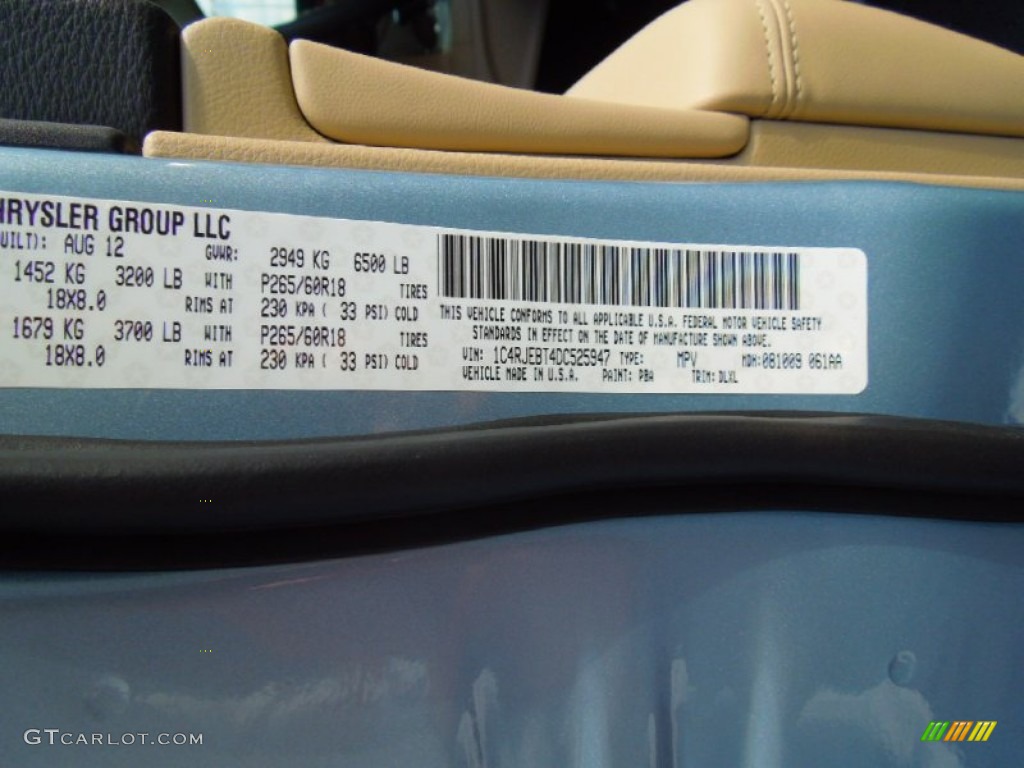 HRYSLER GROUP LLC
UILT): AUG 12 GVWR: 2949 KG 6500 LB
1452 KG 3200 LB WITH P265/60R18 TIRES
18X8.0 RIMS AT 230 KPA ( 33 PSI) COLD
1679 KG 3700 LB WITH P265/60R18 TIRES
18X8.0 RIMS AT 230 KPA ( 33 PSI) COLD
THIS VEHICLE CONFORMS TO ALL APPLICABLE U.S.A. FEDERAL MOTOR VEHICLE SAFETY
STANDARDS IN EFFECT ON THE DATE OF MANUFACTURE SHOWN ABOVE.
VIN: 1C4RJEBT4DC525947 TYPE: MPV MDH:081009 061AA
VEHICLE MADE IN U.S.A. PAINT: PBA TRIM: DLXL
GTCARLOT.COM